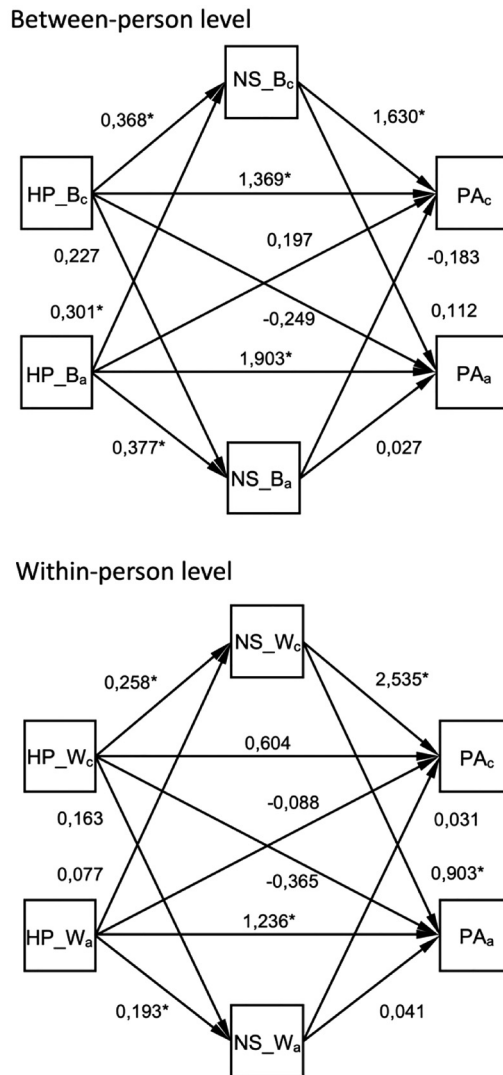 Between-person level
NS_Bc
0,368*
1,630*
HP_Bc
1,369*
PAc
0,227
0,197
-0,183
0,301*
-0,249
0,112
HP_Ba
1,903*
PAa
0,377*
0,027
NS_Ba
Within-person level
NS_Wc
0,258*
2,535*
HP_Wc
0,604
PAc
0,163
-0,088
0,031
0,077
-0,365
0,903*
HP_Wa
1,236*
PAa
0,193*
0,041
NS_Wa